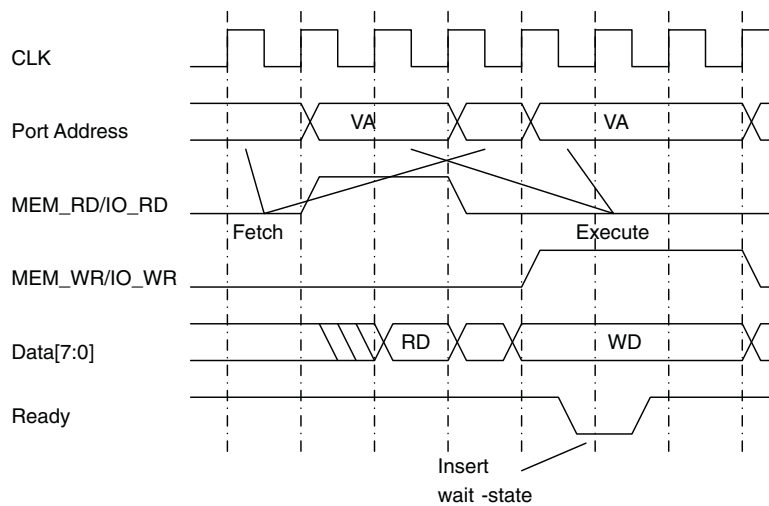 CLK
Port Address
VA
VA
MEM_RD/IO_RD
Fetch
Execute
MEM_WR/IO_WR
Data[7:0]
RD
WD
Ready
Insert
wait -state